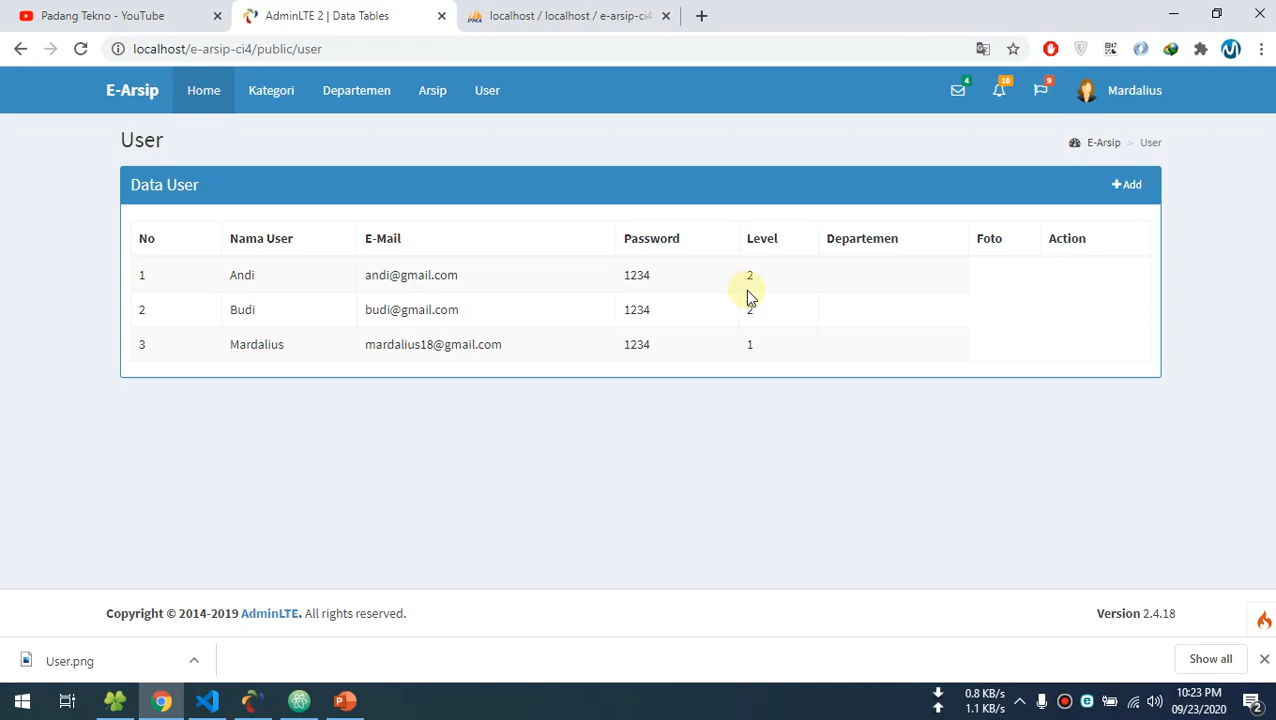 Padang Tekno - YouTube
AdminLTE 2 | Data Tables
localhost / localhost / e-arsip-ci4
localhost/e-arsip-ci4/public/user
E-Arsip Home Kategori Departemen Arsip User 4 10 9 Mardalius
User
E-Arsip > User
Data User
Add
No Nama User E-Mail Password Level Departemen Foto Action
1 Andi andi@gmail.com 1234 2
2 Budi budi@gmail.com 1234 2
3 Mardalius mardalius18@gmail.com 1234 1
Copyright © 2014-2019 AdminLTE. All rights reserved.
Version 2.4.18
User.png
Show all
0.8 KB/s
1.1 KB/s
10:23 PM
09/23/2020
2